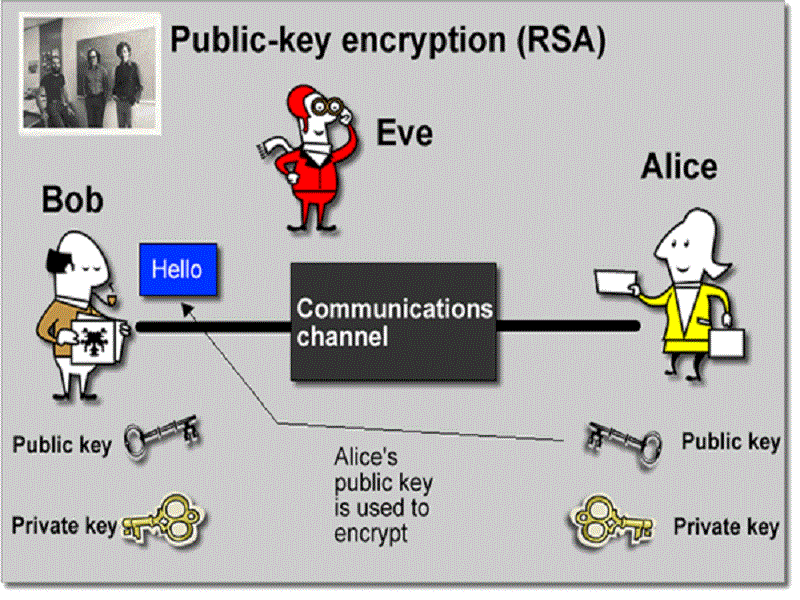 Public-key encryption (RSA)
Eve
Alice
Bob
Hello
Communications
channel
Public key
Private key
Alice's
public key
is used to
encrypt
Public key
Private key